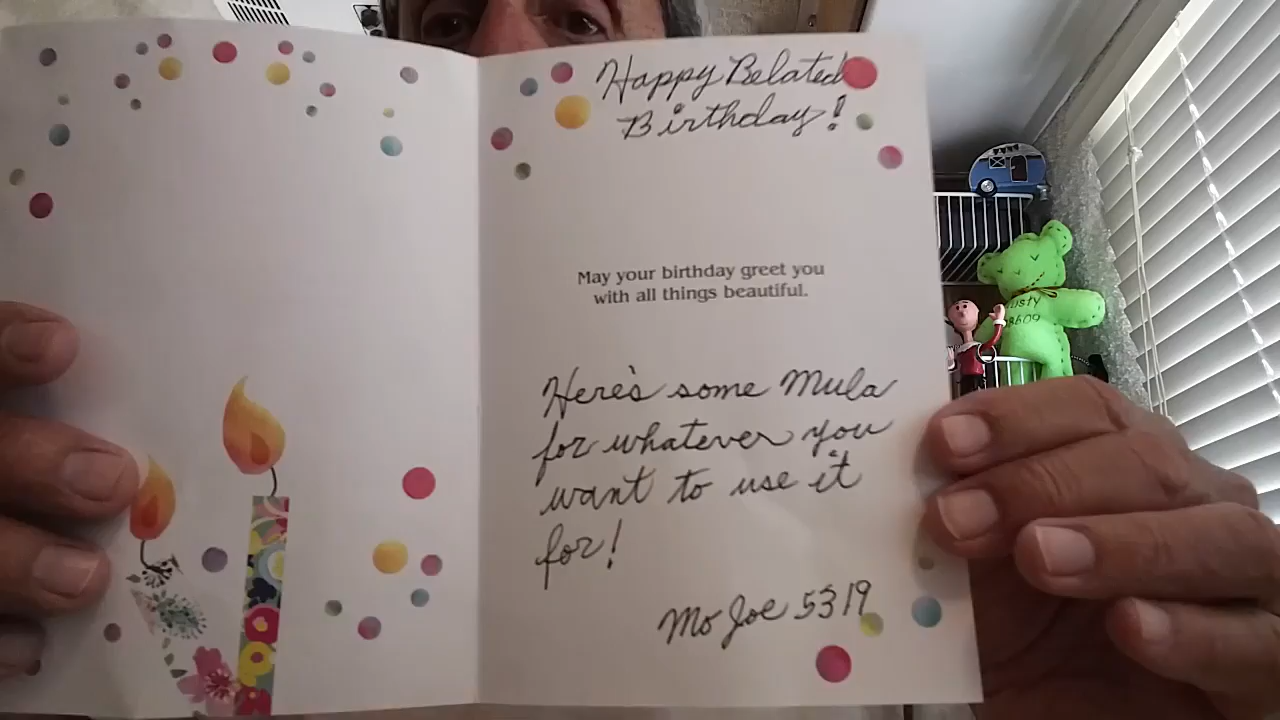 Happy Belated
Birthday!
May your birthday greet you
with all things beautiful.
Here's some Mula
for whatever you
want to use it
for!
Mo Joe 5319